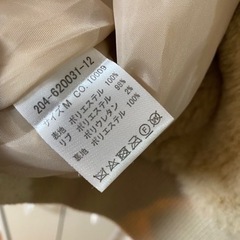 204-620031-12
サイズ M CO.10009
表地 ポリエステル 100%
リブ ポリエステル 98%
ポリウレタン 2%
裏地 ポリエステル 100%